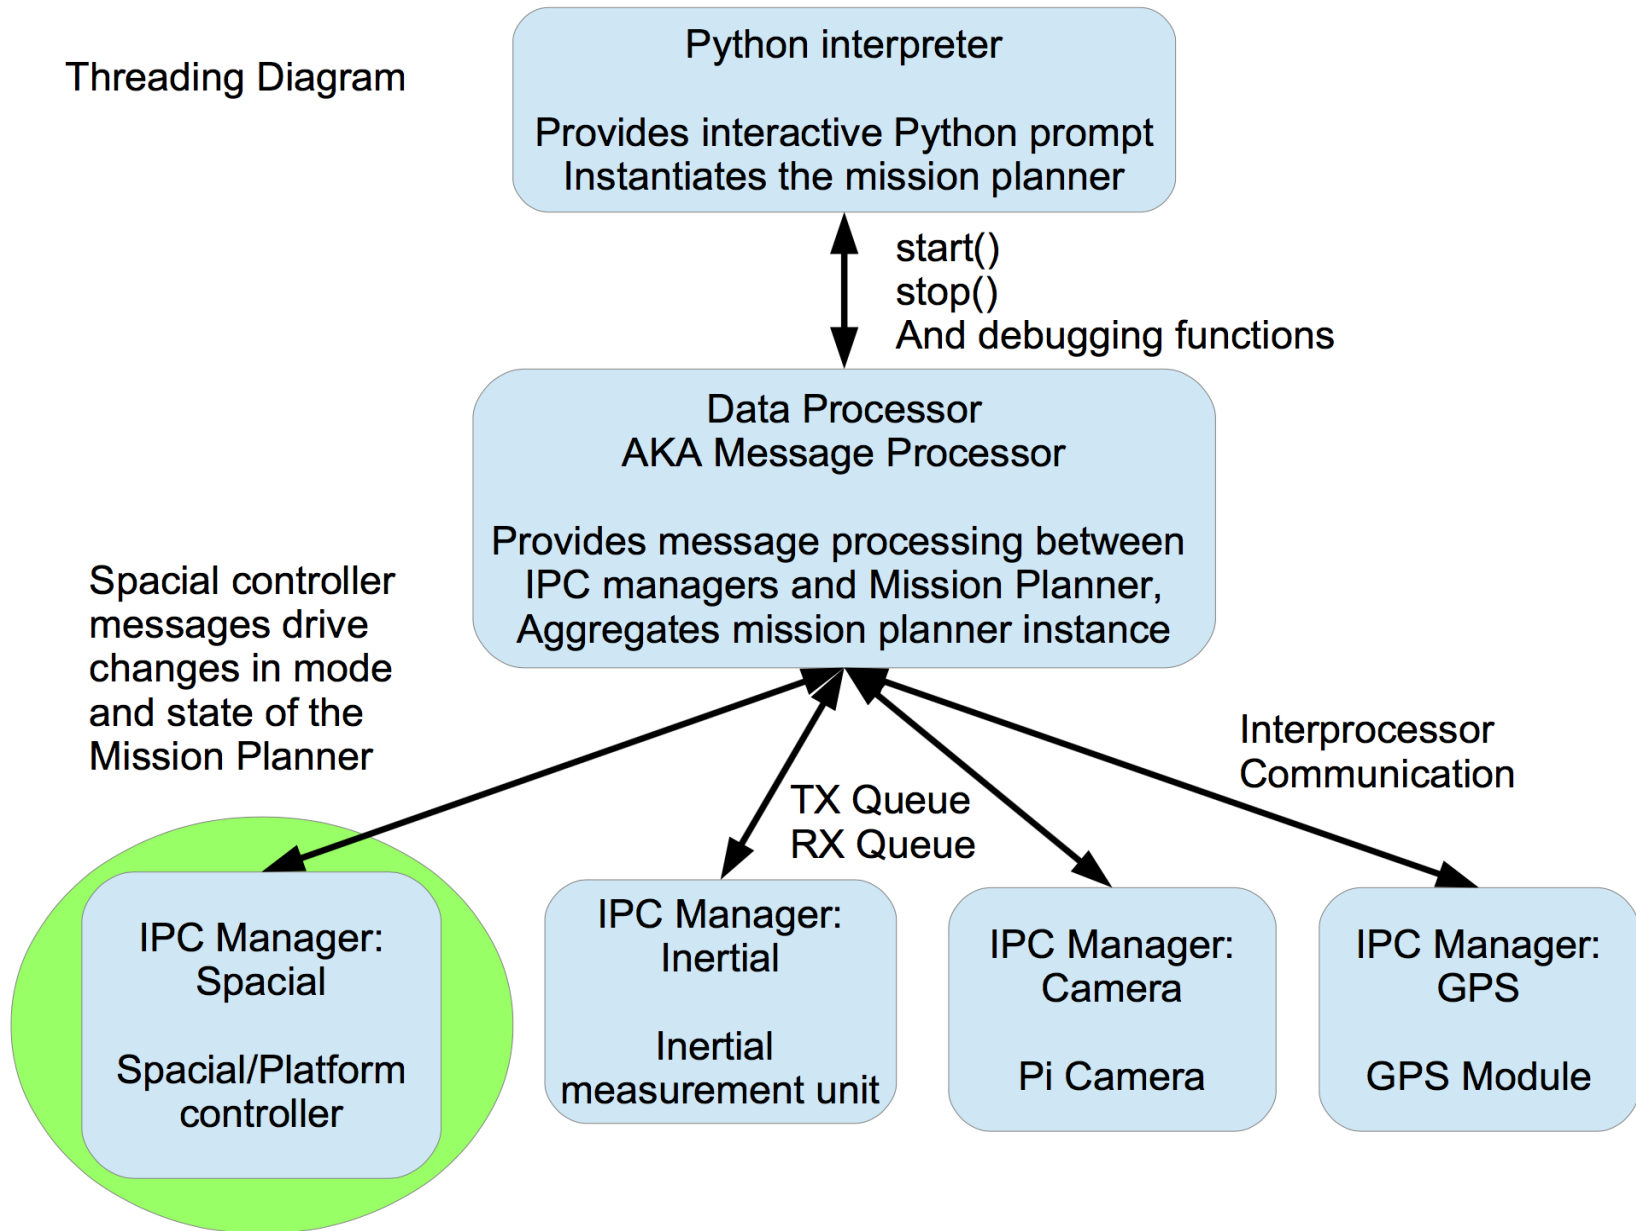 Threading Diagram
Python interpreter
Provides interactive Python prompt
Instantiates the mission planner
start()
stop()
And debugging functions
Data Processor
AKA Message Processor
Provides message processing between
IPC managers and Mission Planner,
Aggregates mission planner instance
Spacial controller
messages drive
changes in mode
and state of the
Mission Planner
Interprocessor
Communication
TX Queue
RX Queue
IPC Manager:
Spacial
Spacial/Platform
controller
IPC Manager:
Inertial
Inertial
measurement unit
IPC Manager:
Camera
Pi Camera
IPC Manager:
GPS
GPS Module